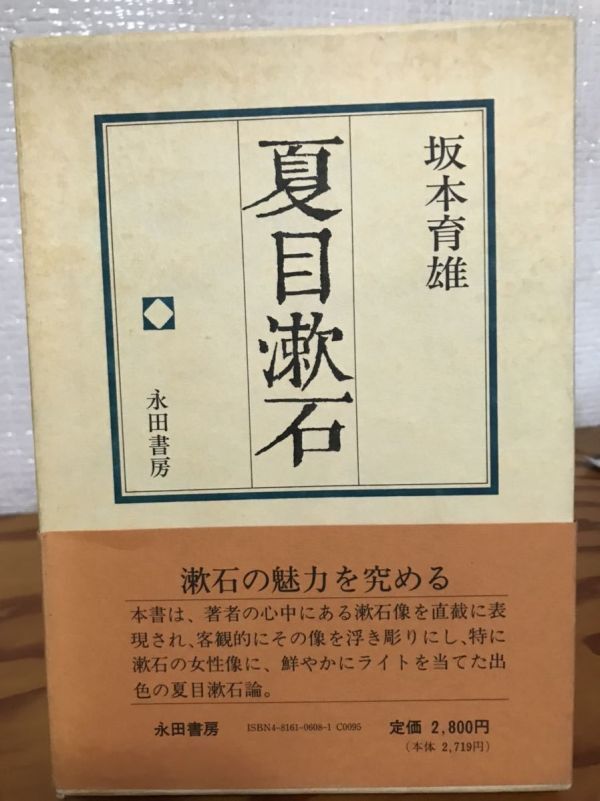 坂本育雄
夏目漱石
永田書房
漱石の魅力を究める
本書は、著者の心中にある漱石像を直截に表
現され、客観的にその像を浮き彫りにし、特に
漱石の女性像に、鮮やかにライトを当てた出
色の夏目漱石論。
永田書房 ISBN4-8161-0608-1 C0095 定価 2,800円
（本体 2,719円）